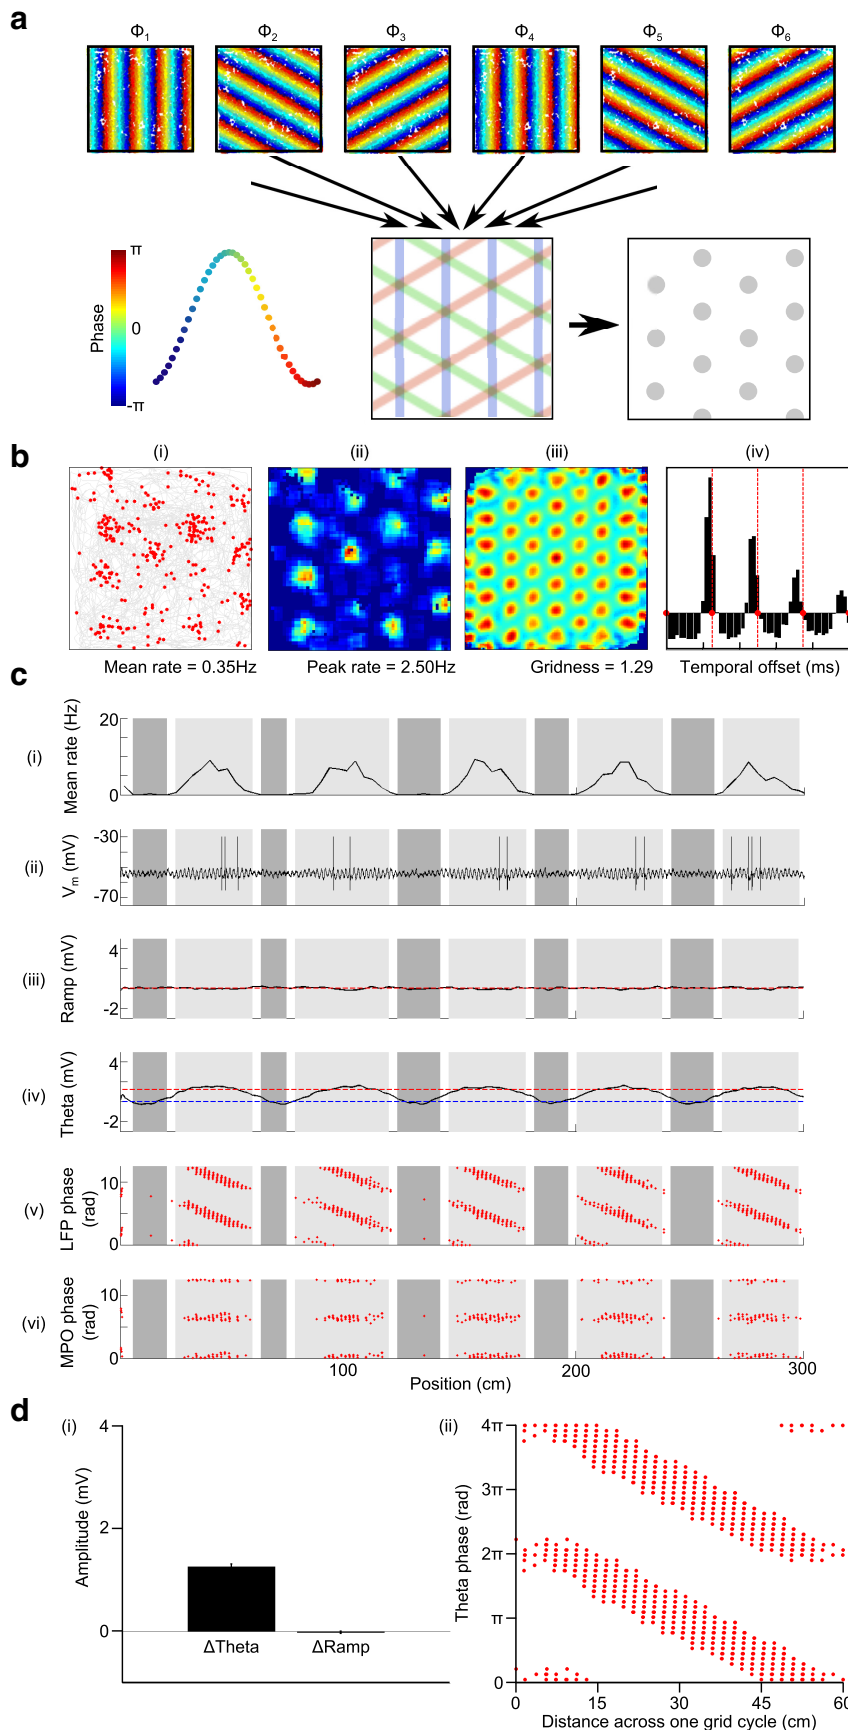 a
Φ1 Φ2 Φ3 Φ4 Φ5 Φ6
Phase
π
0
-π
b
(i) (ii) (iii) (iv)
Mean rate = 0.35Hz Peak rate = 2.50Hz Gridness = 1.29 Temporal offset (ms)
c
(i)
Mean rate (Hz)
20
0
(ii)
Vm (mV)
-30
-70
(iii)
Ramp (mV)
4
-2
(iv)
Theta (mV)
4
-2
(v)
LFP phase
(rad)
10
0
(vi)
MPO phase
(rad)
10
0
100 200 300
Position (cm)
d
(i)
Amplitude (mV)
4
2
0
ΔTheta ΔRamp
(ii)
Theta phase (rad)
4π
3π
2π
π
0
0 15 30 45 60
Distance across one grid cycle (cm)